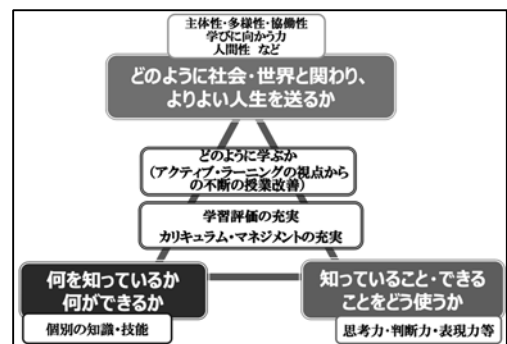 主体性・多様性・協働性
学びに向かう力
人間性 など
どのように社会・世界と関わり、
よりよい人生を送るか
どのように学ぶか
(アクティブ・ラーニングの視点から
の不断の授業改善)
学習評価の充実
カリキュラム・マネジメントの充実
何を知っているか
何ができるか
個別の知識・技能
知っていること・できる
ことをどう使うか
思考力・判断力・表現力等